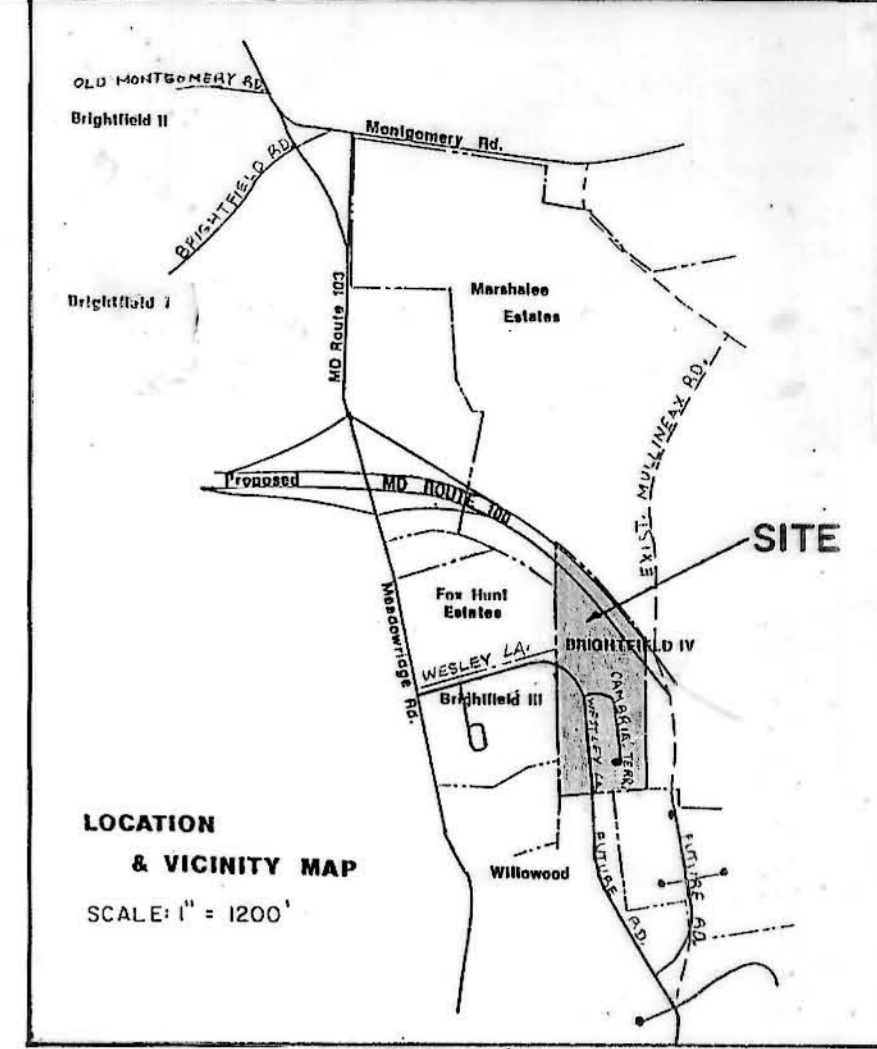 OLD MONTGOMERY RD.
Brightfield II
Montgomery Rd.
BRIGHTFIELD RD.
Brightfield I
MD Route 103
Marshalee
Estates
EXIST. MULLINEAX RD.
Proposed
MD ROUTE 100
SITE
Fox Hunt
Estates
BRIGHTFIELD IV
Meadowridge Rd.
WESLEY LA.
Brightfield III
WESTLEY LA.
CAMBRIA TERR.
LOCATION
& VICINITY MAP
SCALE: 1" = 1200'
Willowood
FUTURE RD.
FUTURE RD.